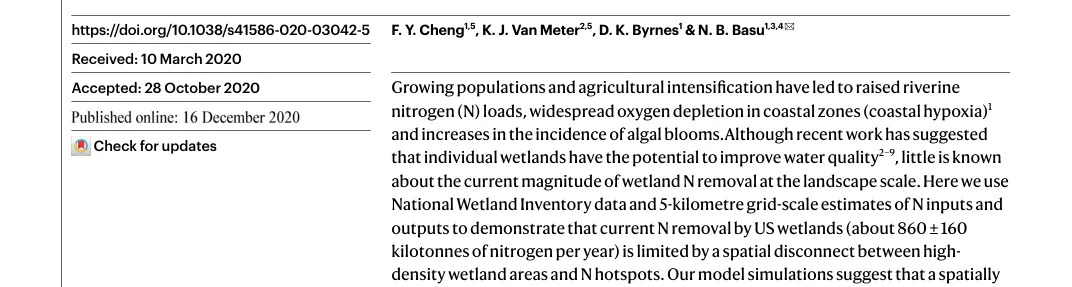 https://doi.org/10.1038/s41586-020-03042-5
Received: 10 March 2020
Accepted: 28 October 2020
Published online: 16 December 2020
Check for updates
F. Y. Cheng1,5, K. J. Van Meter2,5, D. K. Byrnes1 & N. B. Basu1,3,4✉
Growing populations and agricultural intensification have led to raised riverine
nitrogen (N) loads, widespread oxygen depletion in coastal zones (coastal hypoxia)1
and increases in the incidence of algal blooms.Although recent work has suggested
that individual wetlands have the potential to improve water quality2–9, little is known
about the current magnitude of wetland N removal at the landscape scale. Here we use
National Wetland Inventory data and 5-kilometre grid-scale estimates of N inputs and
outputs to demonstrate that current N removal by US wetlands (about 860 ± 160
kilotonnes of nitrogen per year) is limited by a spatial disconnect between high-
density wetland areas and N hotspots. Our model simulations suggest that a spatially